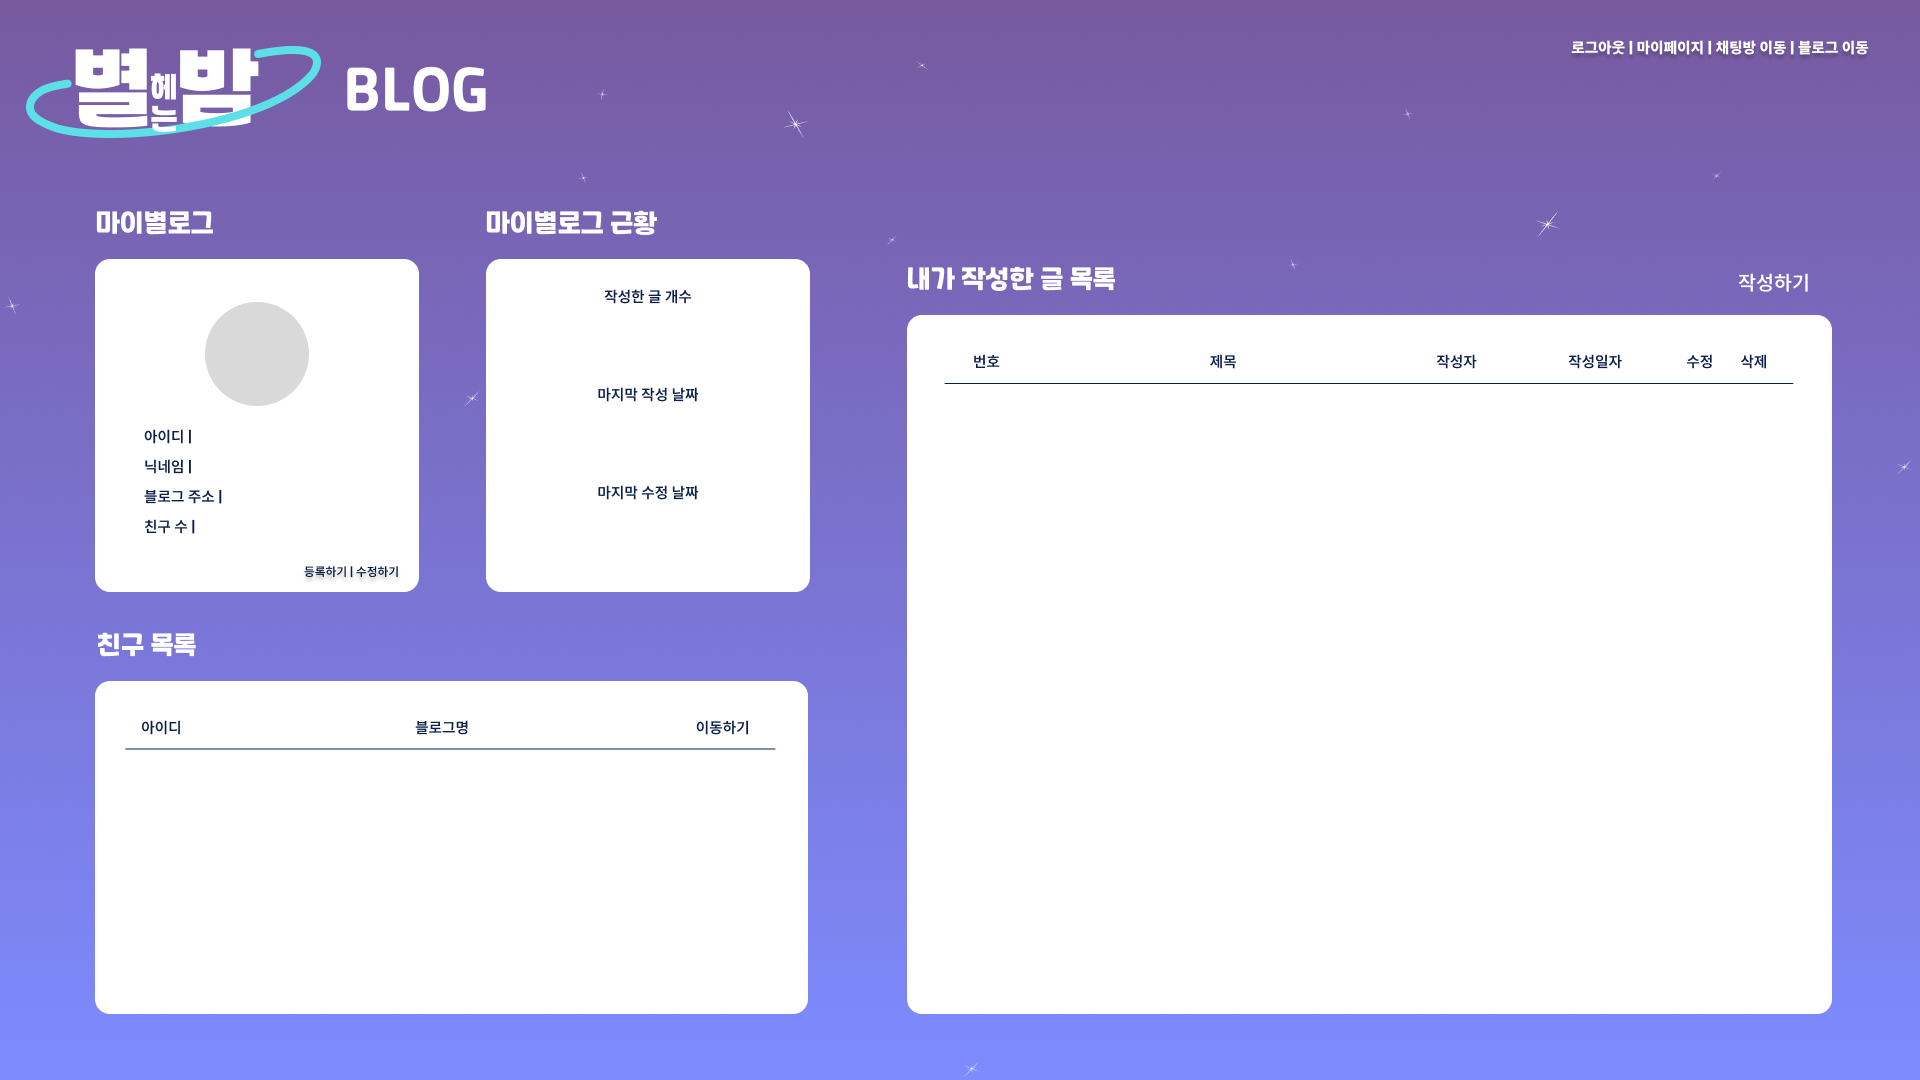 별 헤는 밤 BLOG
로그아웃 | 마이페이지 | 채팅방 이동 | 블로그 이동
마이별로그
아이디 |
닉네임 |
블로그 주소 |
친구 수 |
등록하기 | 수정하기
마이별로그 근황
작성한 글 개수
마지막 작성 날짜
마지막 수정 날짜
친구 목록
아이디 블로그명 이동하기
내가 작성한 글 목록
작성하기
번호 제목 작성자 작성일자 수정 삭제